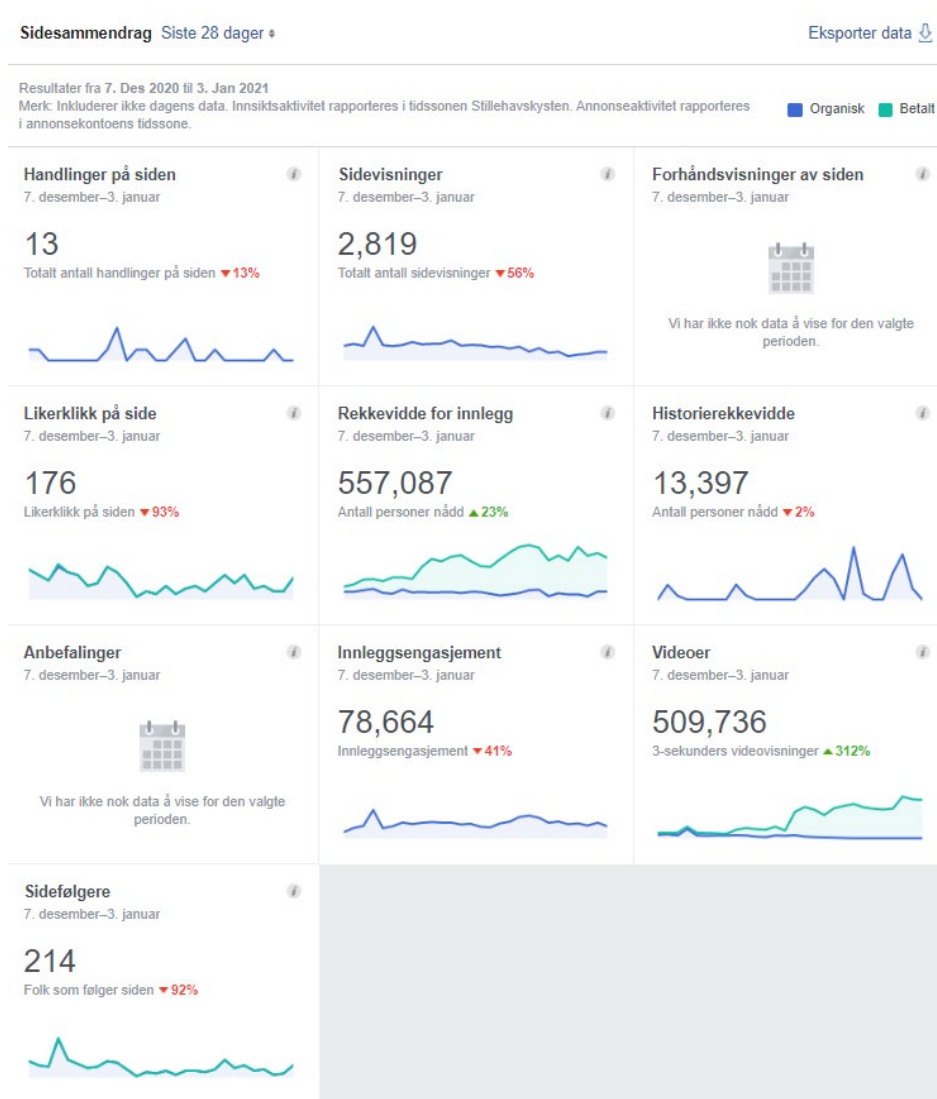 Sidesammendrag Siste 28 dager
Eksporter data
Resultater fra 7. Des 2020 til 3. Jan 2021
Merk: Inkluderer ikke dagens data. Innsiktsaktivitet rapporteres i tidssonen Stillehavskysten. Annonseaktivitet rapporteres
i annonsekontoens tidssone.
Organisk Betalt
Handlinger på siden
7. desember–3. januar
13
Totalt antall handlinger på siden ▼13%
Sidevisninger
7. desember–3. januar
2,819
Totalt antall sidevisninger ▼56%
Forhåndsvisninger av siden
7. desember–3. januar
Vi har ikke nok data å vise for den valgte
perioden.
Likerklikk på side
7. desember–3. januar
176
Likerklikk på siden ▼93%
Rekkevidde for innlegg
7. desember–3. januar
557,087
Antall personer nådd ▲23%
Historierekkevidde
7. desember–3. januar
13,397
Antall personer nådd ▼2%
Anbefalinger
7. desember–3. januar
Vi har ikke nok data å vise for den valgte
perioden.
Innleggsengasjement
7. desember–3. januar
78,664
Innleggsengasjement ▼41%
Videoer
7. desember–3. januar
509,736
3-sekunders videovisninger ▲312%
Sidefølgere
7. desember–3. januar
214
Folk som følger siden ▼92%